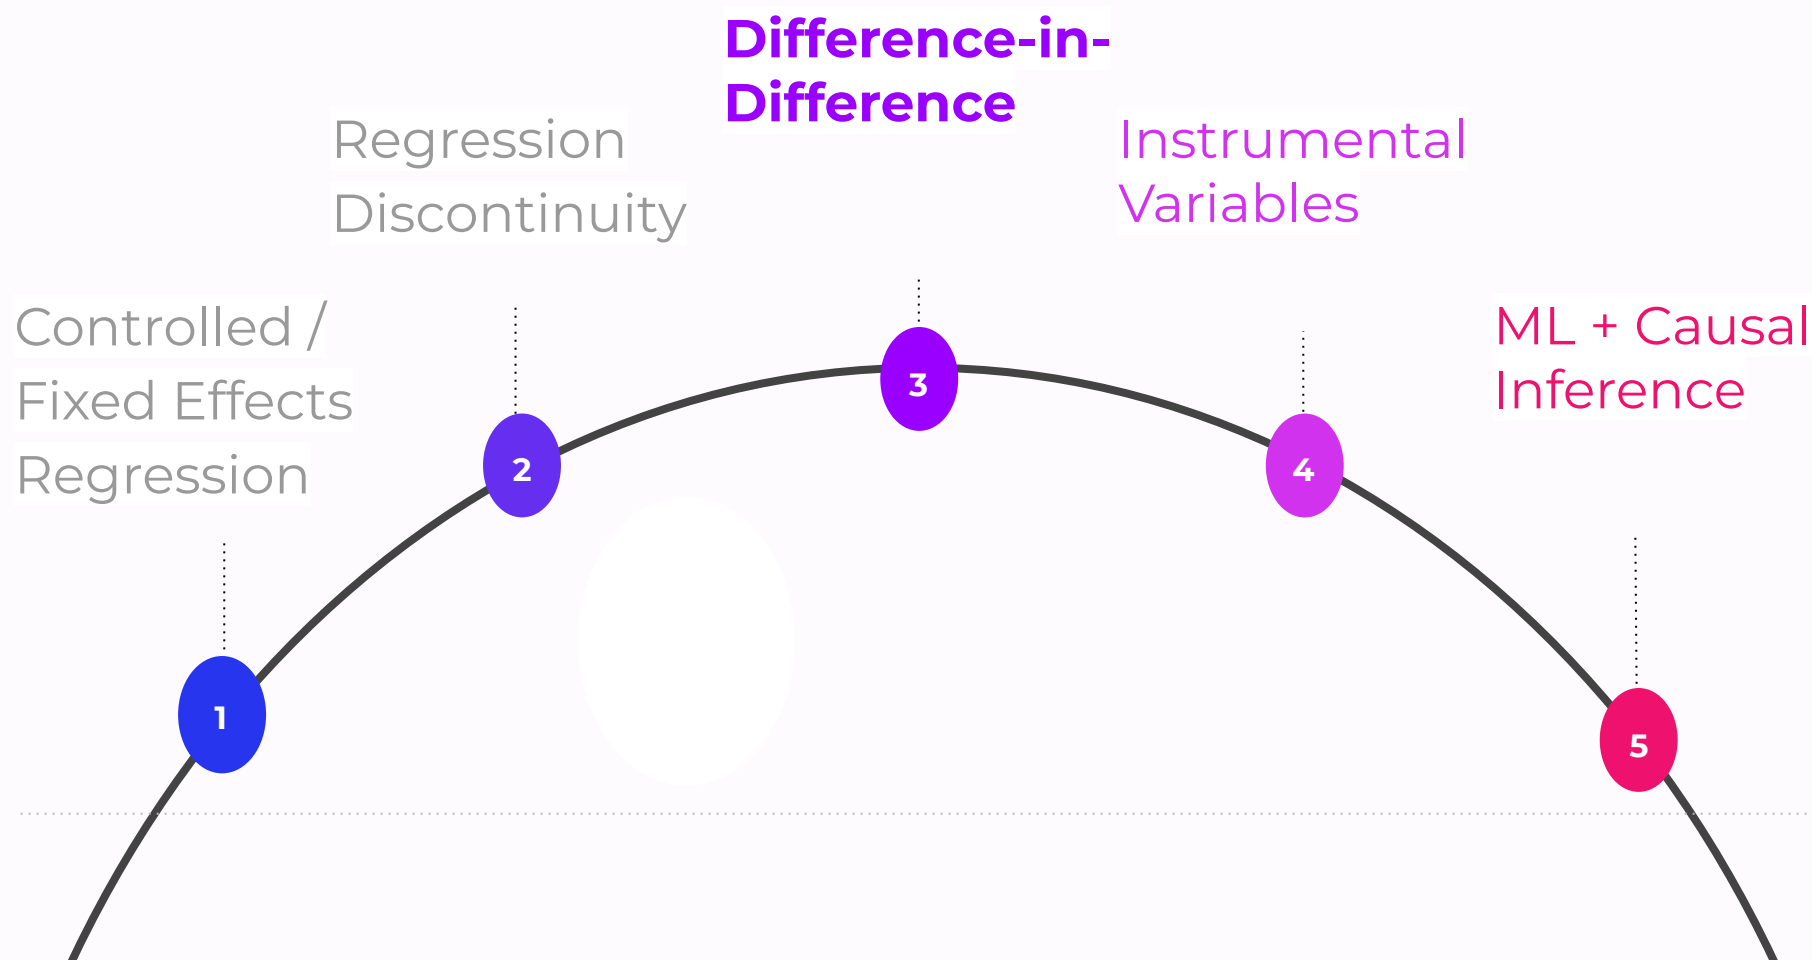 Controlled /
Fixed Effects
Regression
1
Regression
Discontinuity
2
Difference-in-
Difference
3
Instrumental
Variables
4
ML + Causal
Inference
5